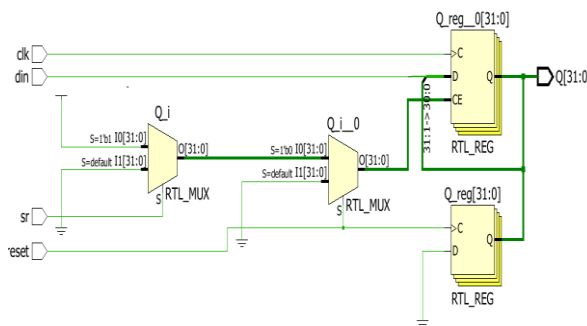 Q_reg__0[31:0]
clk
C
din
D
Q
Q[31:0
CE
31:1->30:0
RTL_REG
Q_i
S=1'b1 I0[31:0]
O[31:0]
S=default I1[31:0]
S
RTL_MUX
Q_i__0
S=1'b0 I0[31:0]
O[31:0]
S=default I1[31:0]
S
RTL_MUX
sr
eset
Q_reg[31:0]
C
D
Q
RTL_REG